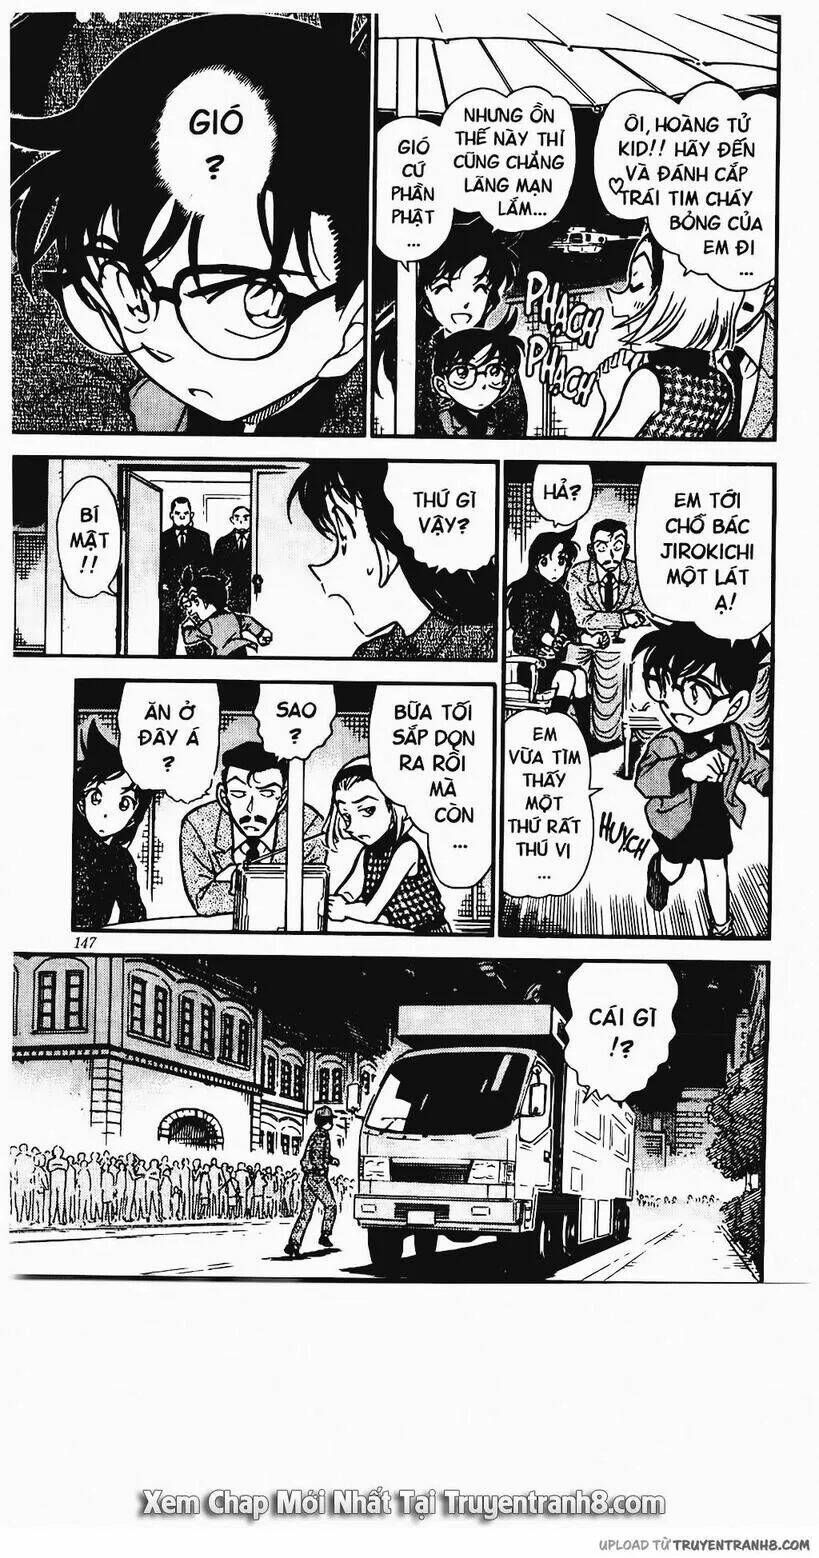 ÔI, HOÀNG TỬ
KID!! HÃY ĐẾN
VÀ ĐÁNH CẮP
TRÁI TIM CHÁY
BỎNG CỦA
EM ĐI
...
NHƯNG ỒN
THẾ NÀY THÌ
CŨNG CHẲNG
LÃNG MẠN
LẮM...
GIÓ
CỨ
PHẦN
PHẬT
...
PHẠCH
PHẠCH
GIÓ
?
EM TỚI
CHỖ BÁC
JIROKICHI
MỘT LÁT
Ạ!
HẢ?
EM
VỪA TÌM
THẤY
MỘT
THỨ RẤT
THÚ VỊ
...
HUỴCH
THỨ GÌ
VẬY?
BÍ
MẬT
!!
BỮA TỐI
SẮP DỌN
RA RỒI
MÀ
CÒN
...
SAO
?
ĂN Ở
ĐÂY Á
?
147
CÁI GÌ
!?
Xem Chap Mới Nhất Tại Truyentranh8.com
UPLOAD TỪ TRUYENTRANH8.COM